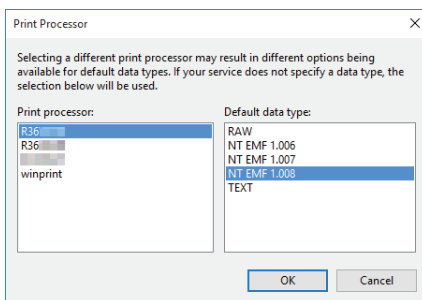 Print Processor
Selecting a different print processor may result in different options being
available for default data types. If your service does not specify a data type, the
selection below will be used.
Print processor:
Default data type:
R36
R36
winprint
RAW
NT EMF 1.006
NT EMF 1.007
NT EMF 1.008
TEXT
OK
Cancel